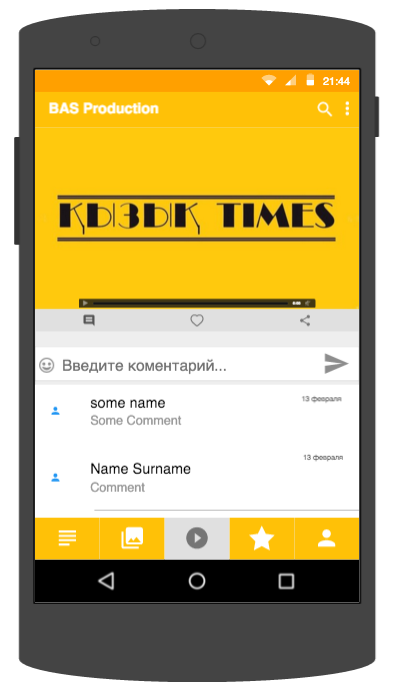 21:44
BAS Production
ҚЫЗЫҚ TIMES
Введите коментарий...
some name
13 февраля
Some Comment
Name Surname
13 февраля
Comment